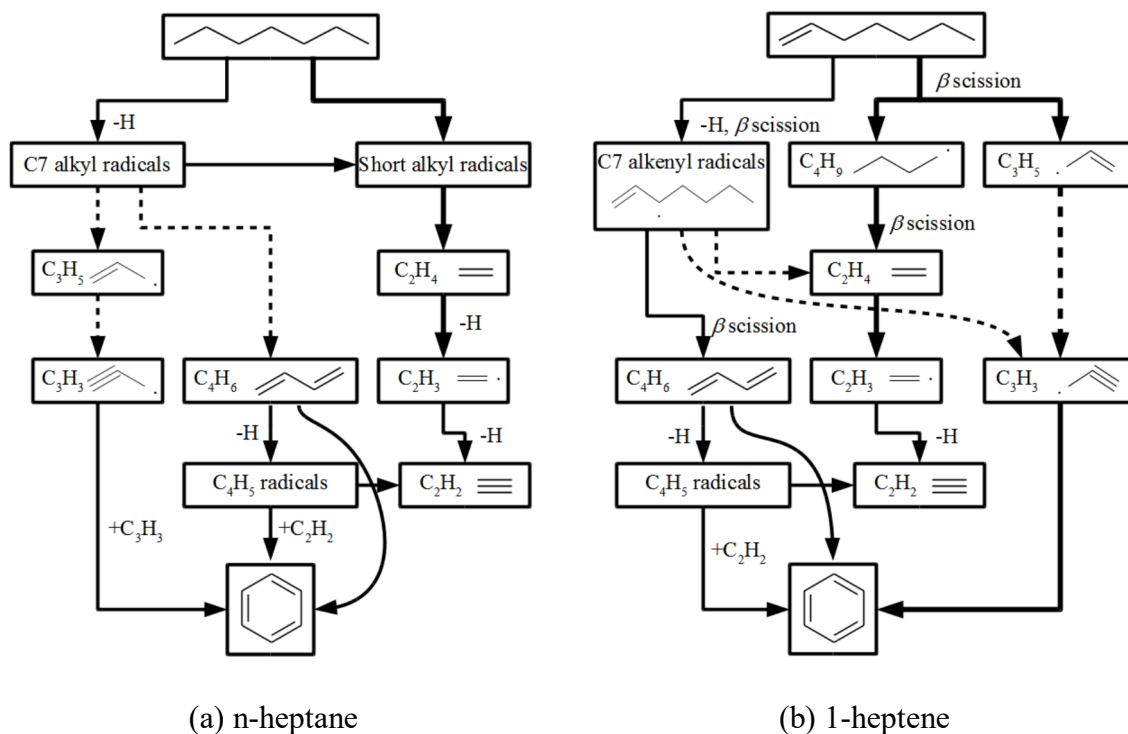 -H
C7 alkyl radicals
Short alkyl radicals
C3H5
C2H4
-H
C3H3
C4H6
C2H3
-H
-H
C4H5 radicals
C2H2
+C3H3
+C2H2
(a) n-heptane
β scission
-H, β scission
C7 alkenyl radicals
C4H9
C3H5
β scission
C2H4
β scission
C4H6
C2H3
C3H3
-H
-H
C4H5 radicals
C2H2
+C2H2
(b) 1-heptene